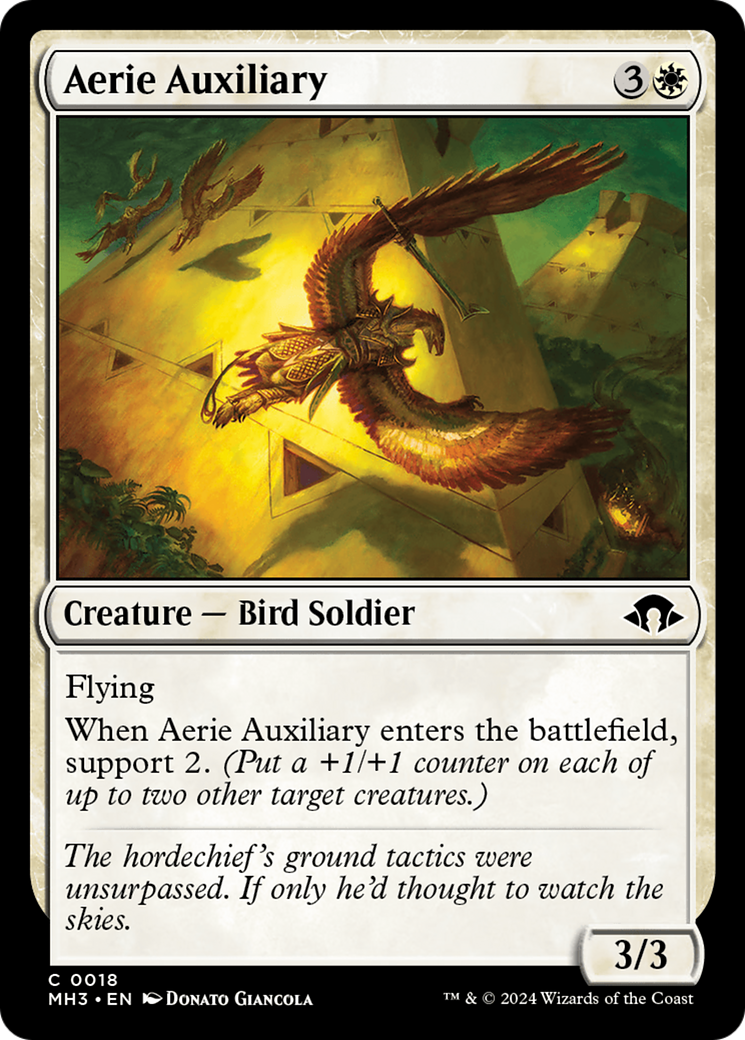 Aerie Auxiliary 3
Creature — Bird Soldier
Flying
When Aerie Auxiliary enters the battlefield,
support 2. (Put a +1/+1 counter on each of
up to two other target creatures.)
The hordechief's ground tactics were
unsurpassed. If only he'd thought to watch the
skies.
3/3
C 0018
MH3 • EN Donato Giancola
™ & © 2024 Wizards of the Coast